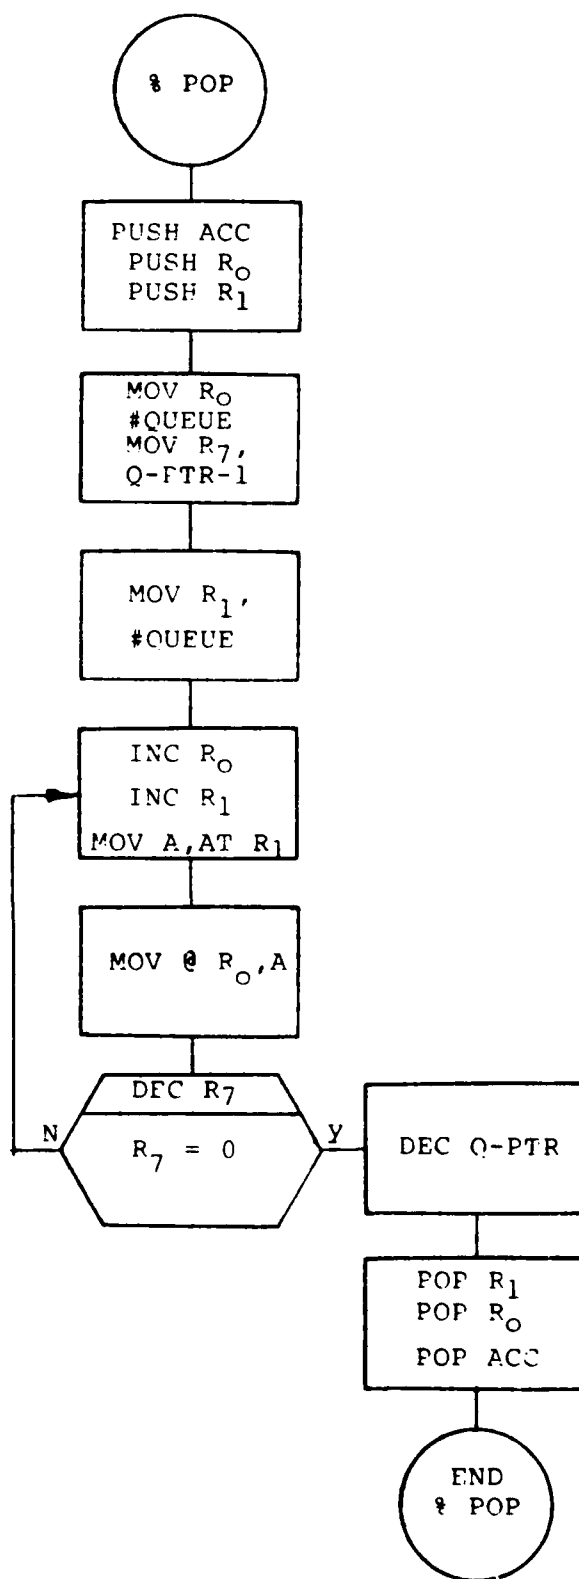 % POP
PUSH ACC
PUSH R0
PUSH R1
MOV R0
#QUEUE
MOV R7,
Q-PTR-1
MOV R1,
#QUEUE
INC R0
INC R1
MOV A,AT R1
MOV @ R0,A
DEC R7
N
R7 = 0
Y
DEC Q-PTR
POP R1
POP R0
POP ACC
END
% POP